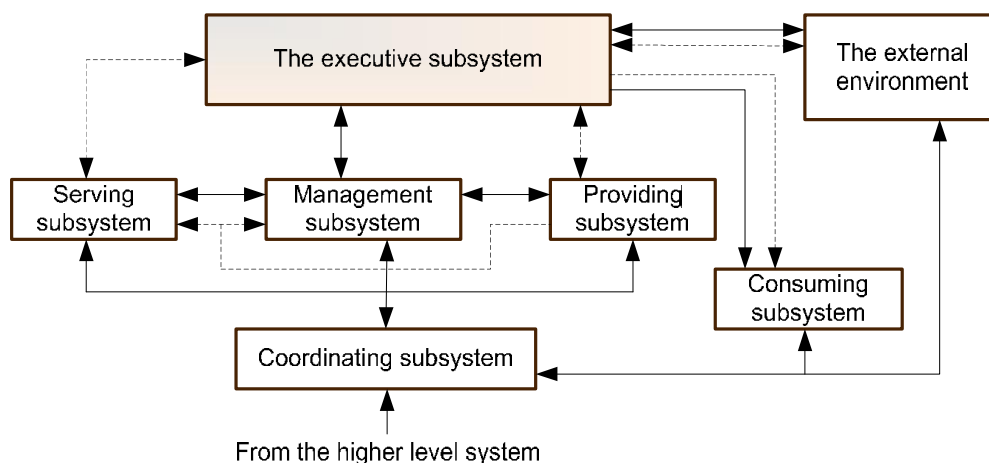 The executive subsystem
The external
environment
Serving
subsystem
Management
subsystem
Providing
subsystem
Consuming
subsystem
Coordinating subsystem
From the higher level system